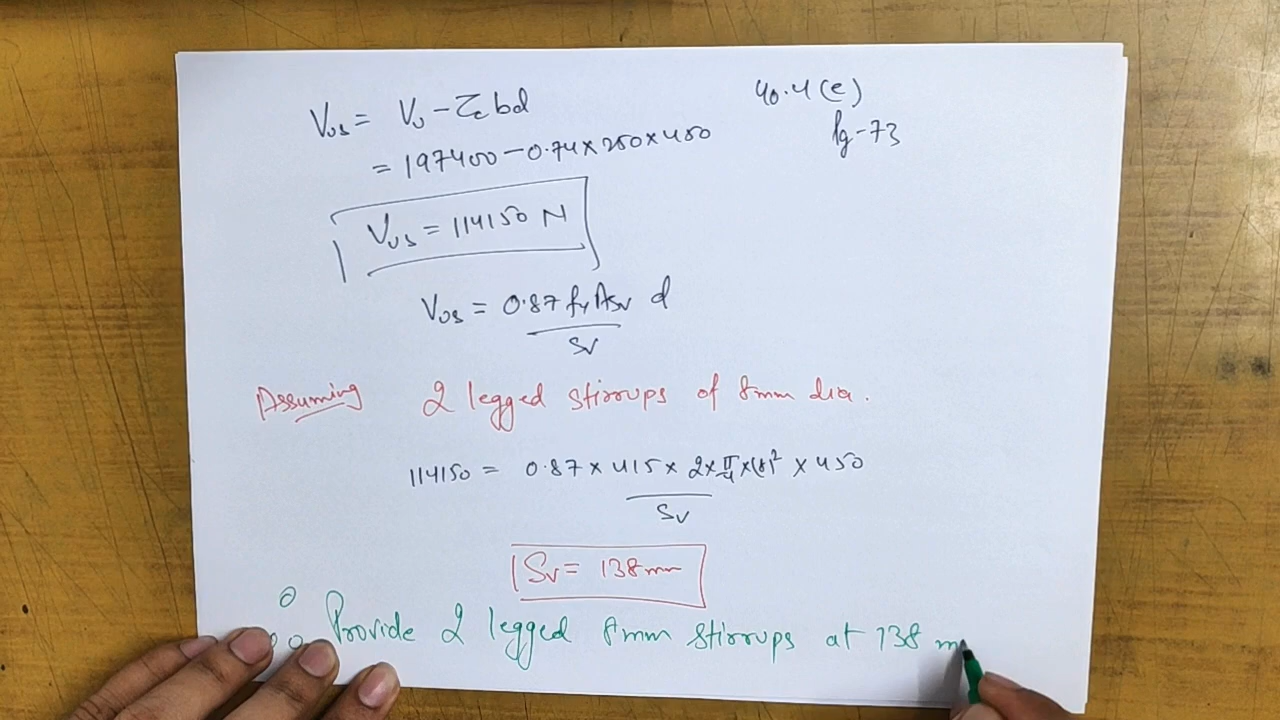 Vus = Vu - τc bd
40.4 (e)
pg-73
= 197400 - 0.74 x 250 x 450
Vus = 114150 N
Vus = 0.87 fy Asv d
Sv
Assuming 2 legged stirrups of 8mm dia.
114150 = 0.87 x 415 x 2 x π/4 x (8)² x 450
Sv
Sv = 138mm
Provide 2 legged 8mm stirrups at 138 m